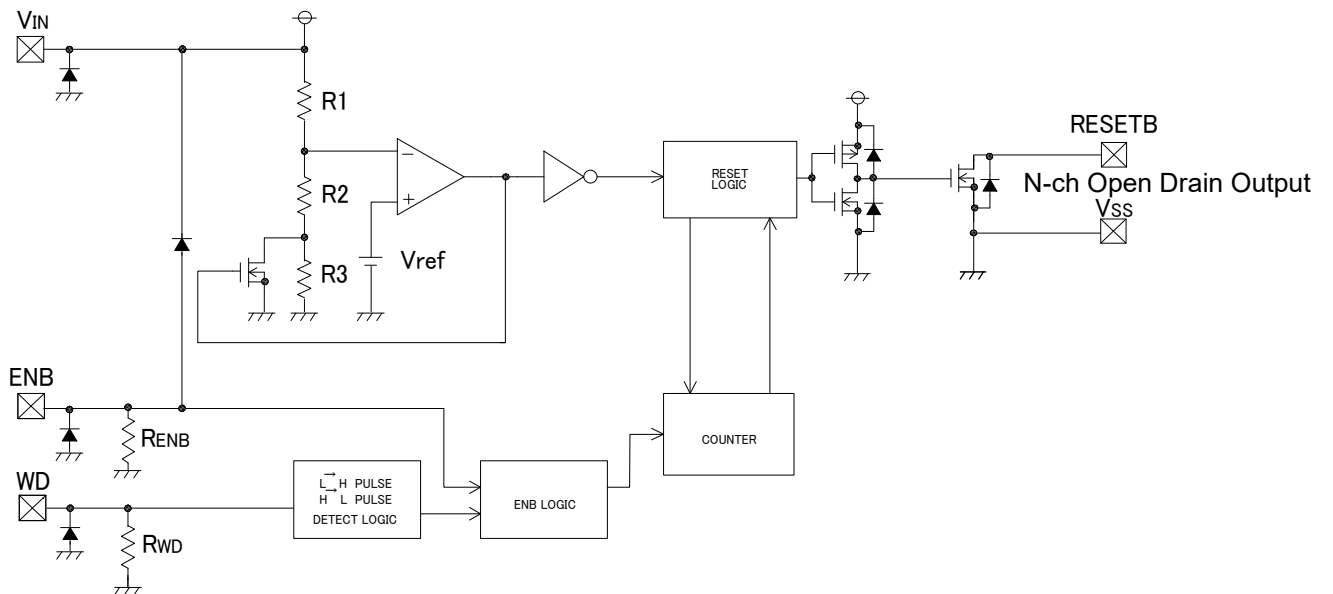 VIN
R1
R2
R3
Vref
−
+
RESET
LOGIC
RESETB
N-ch Open Drain Output
VSS
ENB
RENB
COUNTER
WD
RWD
L → H PULSE
H → L PULSE
DETECT LOGIC
ENB LOGIC